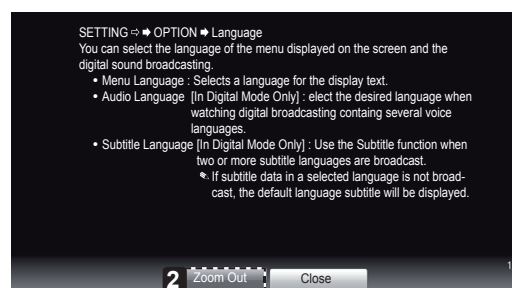 SETTING ⇨ ➡ OPTION ➡ Language
You can select the language of the menu displayed on the screen and the
digital sound broadcasting.
• Menu Language : Selects a language for the display text.
• Audio Language [In Digital Mode Only] : elect the desired language when
watching digital broadcasting containg several voice
languages.
• Subtitle Language [In Digital Mode Only] : Use the Subtitle function when
two or more subtitle languages are broadcast.
✎ If subtitle data in a selected language is not broad-
cast, the default language subtitle will be displayed.
1
2 Zoom Out Close